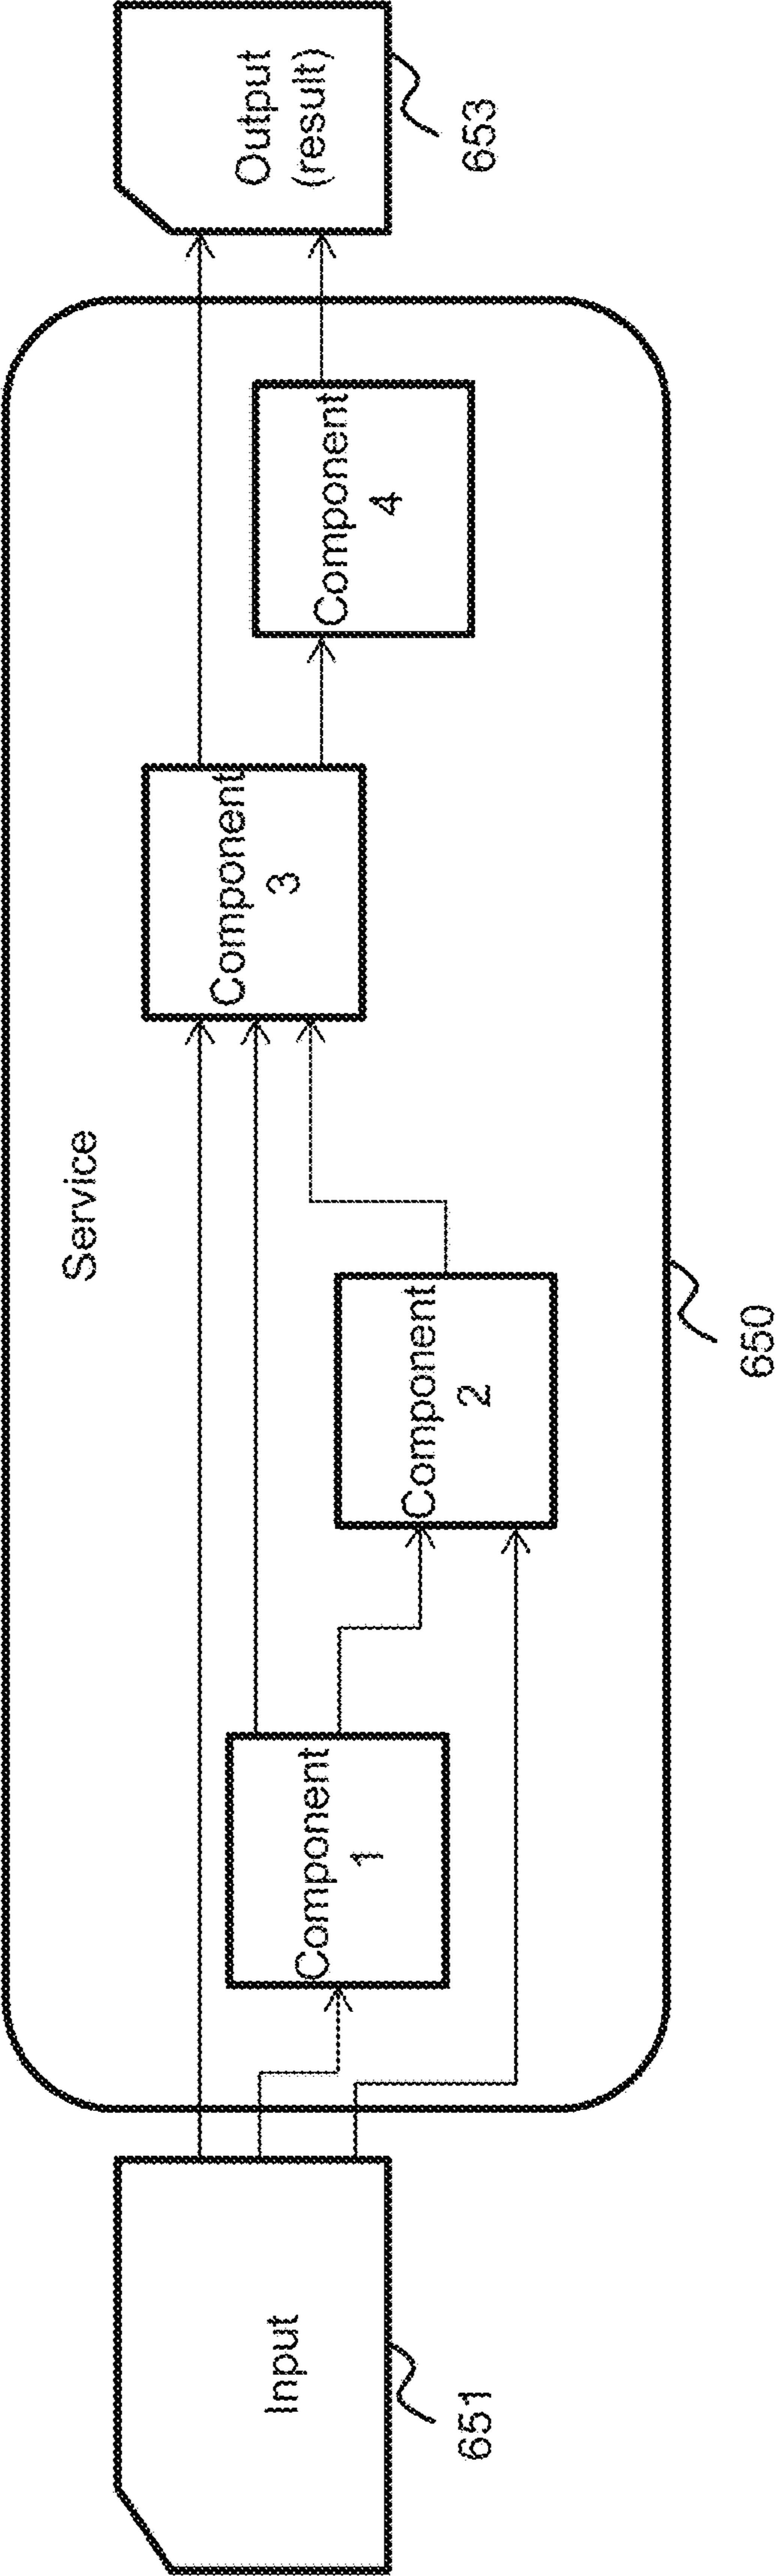 Service
Input
651
Component
1
Component
2
Component
3
Component
4
Output
(result)
653
650